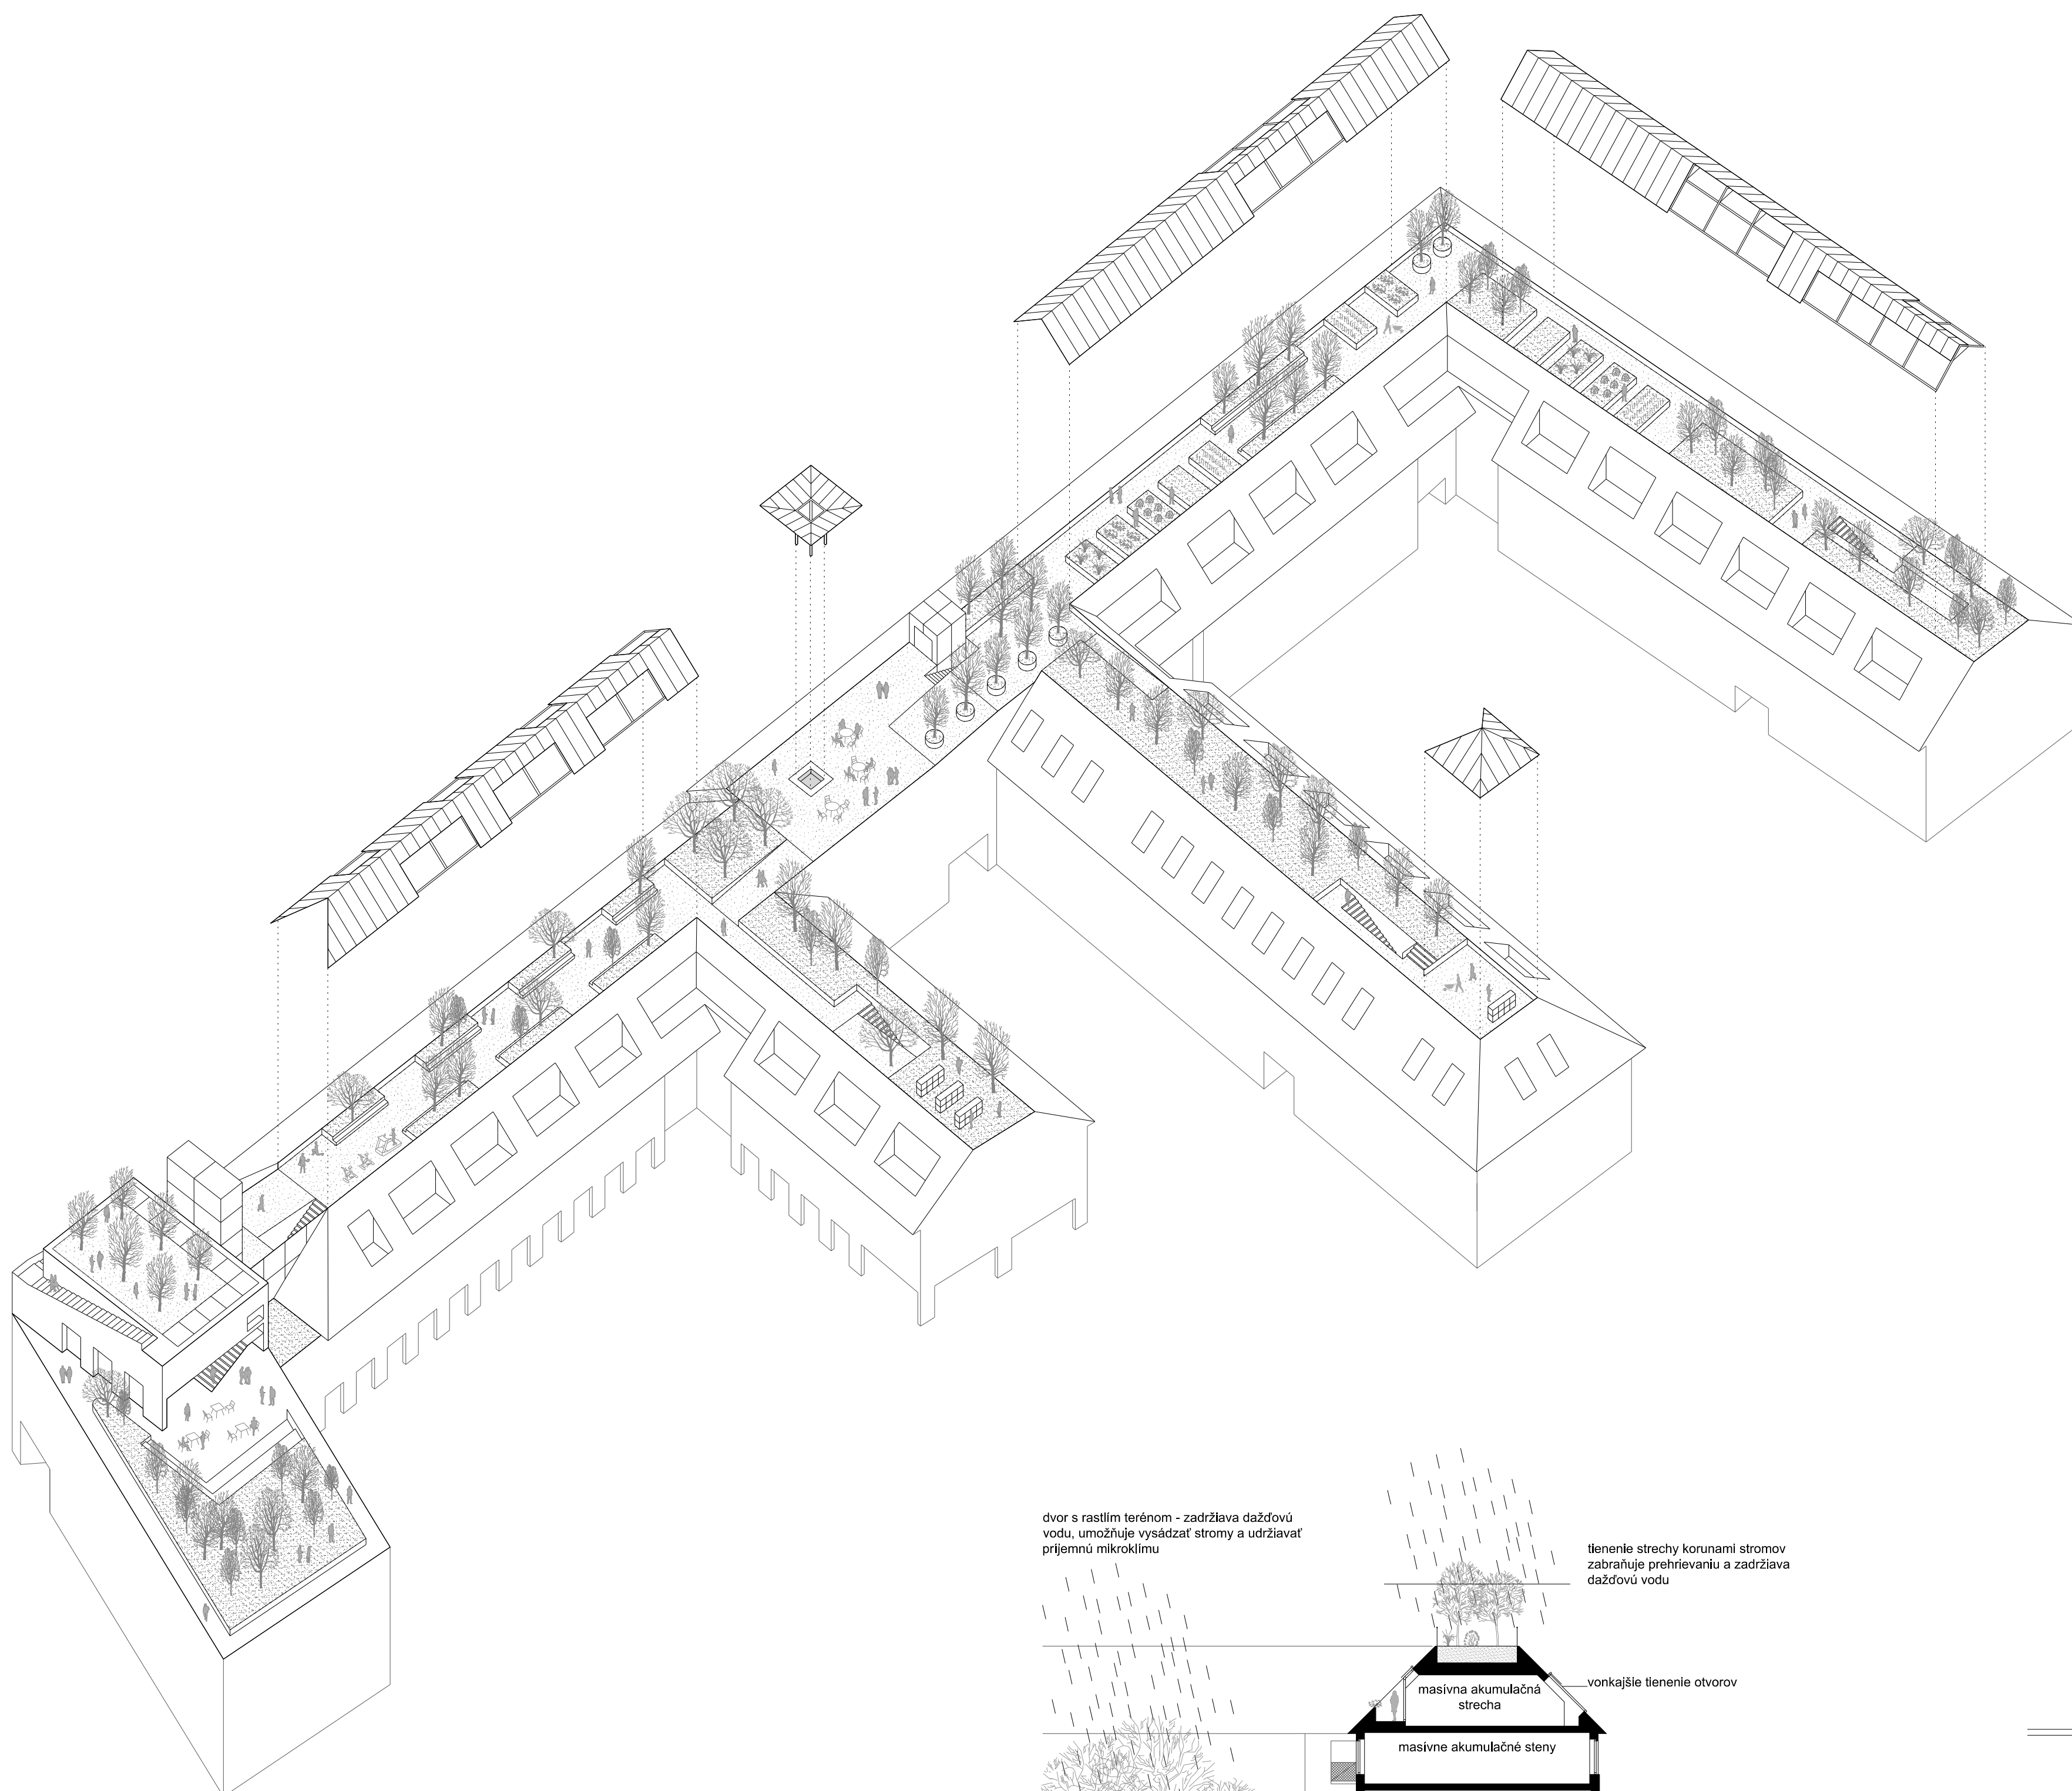 dvor s rastlím terénom - zadržiava dažďovú
vodu, umožňuje vysádzať stromy a udržiavať
príjemnú mikroklímu
tienenie strechy korunami stromov
zabraňuje prehrievaniu a zadržiava
dažďovú vodu
vonkajšie tienenie otvorov
masívna akumulačná
strecha
masívne akumulačné steny